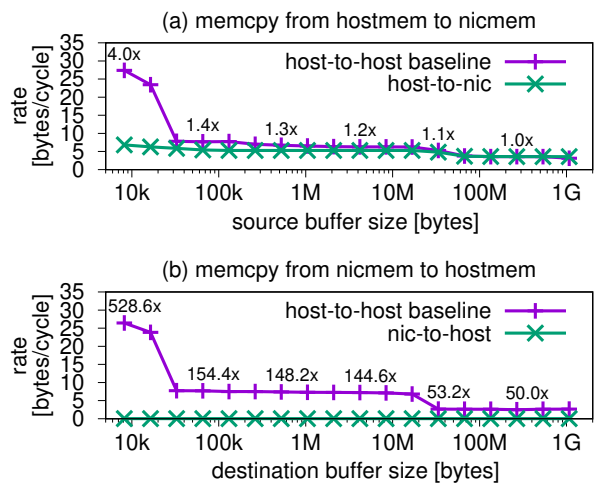 (a) memcpy from hostmem to nicmem
35
30
25
20
15
10
5
0
rate
[bytes/cycle]
4.0x
1.4x
1.3x
1.2x
1.1x
1.0x
host-to-host baseline
host-to-nic
10k 100k 1M 10M 100M 1G
source buffer size [bytes]
(b) memcpy from nicmem to hostmem
35
30
25
20
15
10
5
0
rate
[bytes/cycle]
528.6x
154.4x
148.2x
144.6x
53.2x
50.0x
host-to-host baseline
nic-to-host
10k 100k 1M 10M 100M 1G
destination buffer size [bytes]